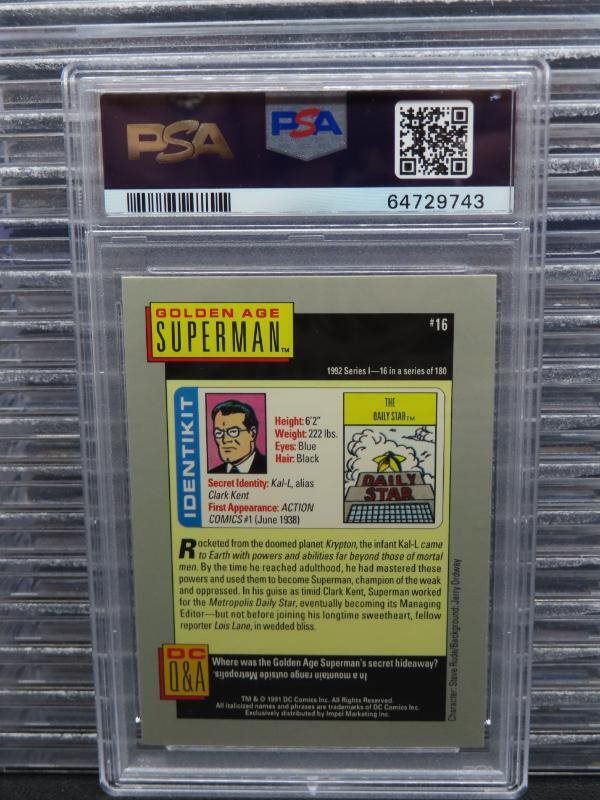 PSA
PSA
64729743
GOLDEN AGE
SUPERMAN™
#16
1992 Series I—16 in a series of 180
IDENTIKIT
Height: 6'2"
Weight: 222 lbs.
Eyes: Blue
Hair: Black
Secret Identity: Kal-L, alias
Clark Kent
First Appearance: ACTION
COMICS #1 (June 1938)
THE
DAILY STAR™
DAILY
STAR
Rocketed from the doomed planet Krypton, the infant Kal-L came
to Earth with powers and abilities far beyond those of mortal
men. By the time he reached adulthood, he had mastered these
powers and used them to become Superman, champion of the weak
and oppressed. In his guise as timid Clark Kent, Superman worked
for the Metropolis Daily Star, eventually becoming its Managing
Editor—but not before joining his longtime sweetheart, fellow
reporter Lois Lane, in wedded bliss.
DC
Q&A
Where was the Golden Age Superman's secret hideaway?
In mountain range outside Metropolis.
TM & © 1991 DC Comics Inc. All Rights Reserved.
All italicized names and phrases are trademarks of DC Comics Inc.
Exclusively distributed by Impel Marketing Inc.
Character: Steve Rude/Background: Jerry Ordway